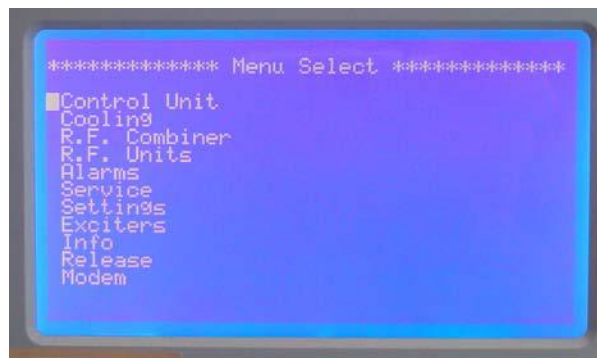 ************* Menu Select *************
Control Unit
Cooling
R.F. Combiner
R.F. Units
Alarms
Service
Settings
Exciters
Info
Release
Modem